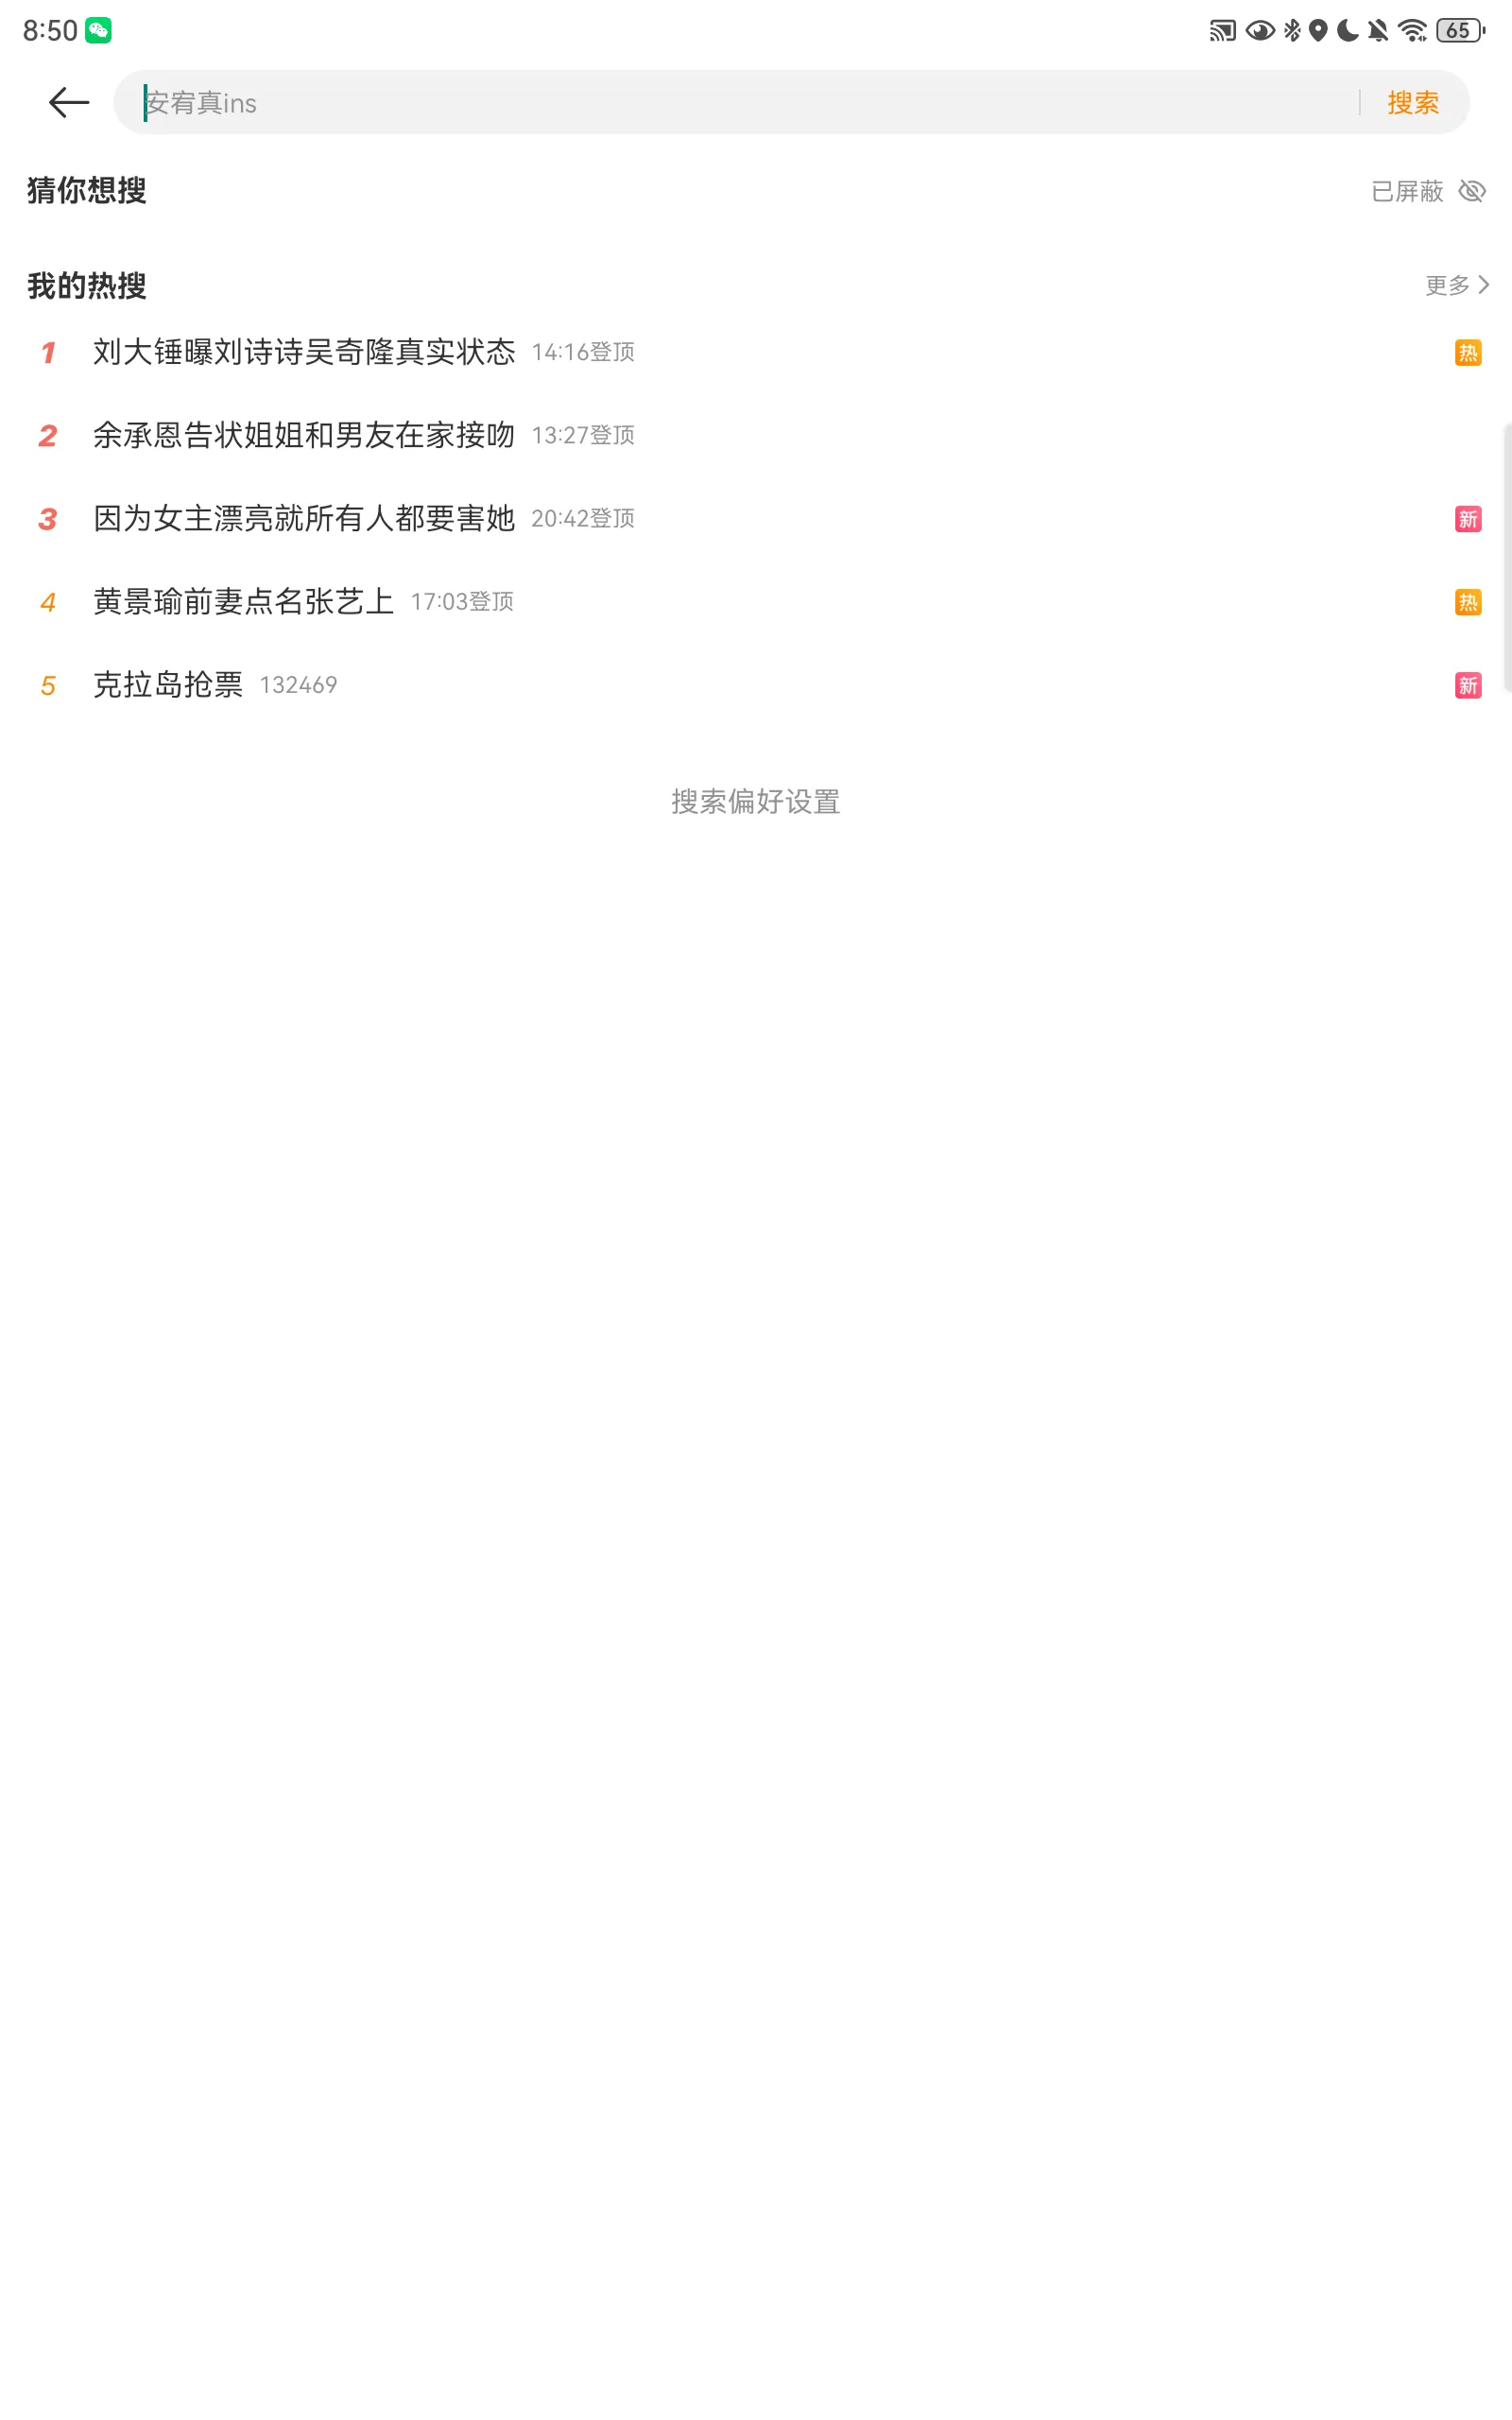 8:50 65
安宥真ins 搜索
猜你想搜 已屏蔽
我的热搜 更多
1 刘大锤曝刘诗诗吴奇隆真实状态 14:16登顶 热
2 余承恩告状姐姐和男友在家接吻 13:27登顶
3 因为女主漂亮就所有人都要害她 20:42登顶 新
4 黄景瑜前妻点名张艺上 17:03登顶 热
5 克拉岛抢票 132469 新
搜索偏好设置